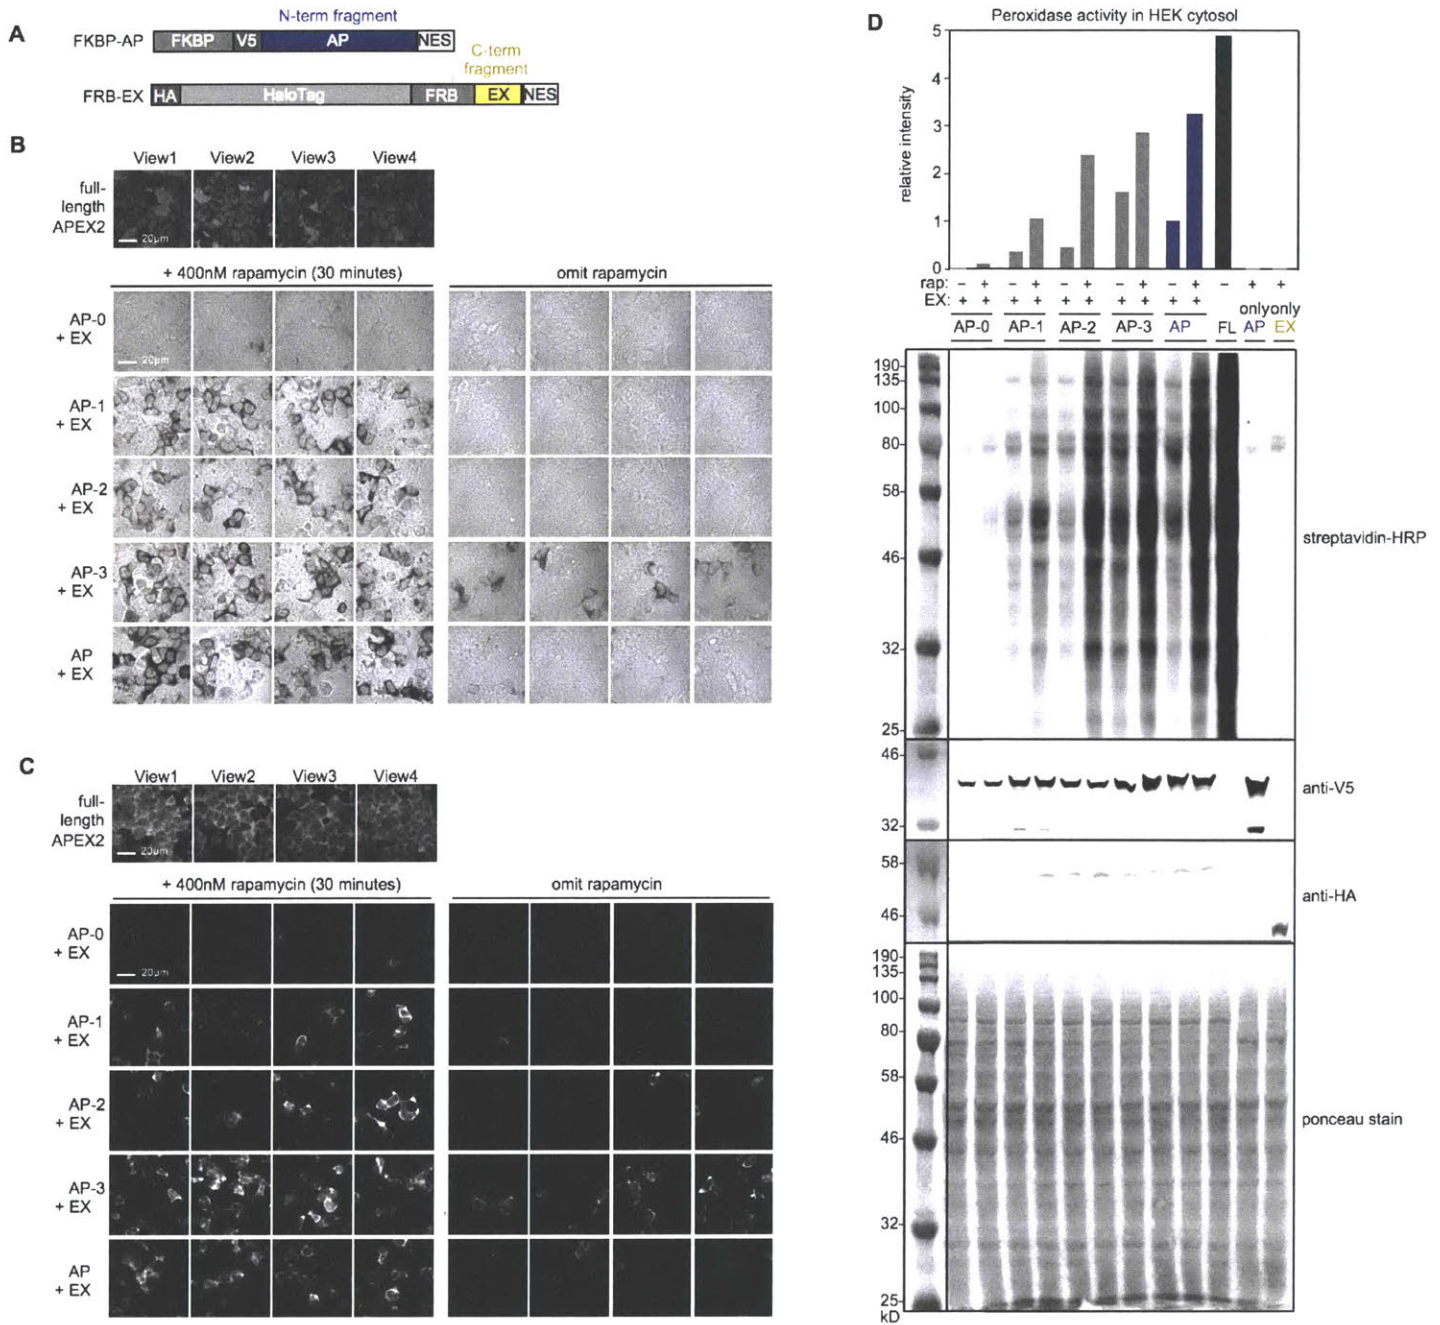 A
N-term fragment
FKBP-AP
FKBP V5 AP NES
C-term
fragment
FRB-EX
HA HaloTag FRB EX NES
B
View1 View2 View3 View4
full-
length
APEX2
20µm
+ 400nM rapamycin (30 minutes) omit rapamycin
AP-0
+ EX
20µm
AP-1
+ EX
AP-2
+ EX
AP-3
+ EX
AP
+ EX
C
View1 View2 View3 View4
full-
length
APEX2
20µm
+ 400nM rapamycin (30 minutes) omit rapamycin
AP-0
+ EX
20µm
AP-1
+ EX
AP-2
+ EX
AP-3
+ EX
AP
+ EX
D
Peroxidase activity in HEK cytosol
relative intensity
5
4
3
2
1
0
rap: − + − + − + − + − + − + +
EX: + + + + + + + + + +
onlyonly
AP-0 AP-1 AP-2 AP-3 AP FL AP EX
190
135
100
80
58
46
32
25
streptavidin-HRP
46
32
anti-V5
58
46
anti-HA
190
135
100
80
58
46
32
25
kD
ponceau stain